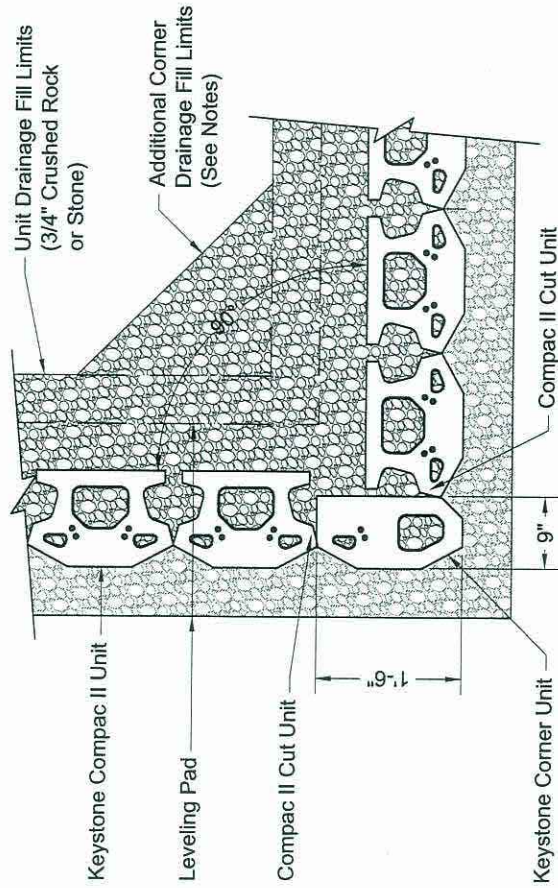 Unit Drainage Fill Limits
(3/4" Crushed Rock
or Stone)
Additional Corner
Drainage Fill Limits
(See Notes)
90°
Keystone Compac II Unit
Leveling Pad
Compac II Cut Unit
1'-6"
9"
Keystone Corner Unit
Compac II Cut Unit